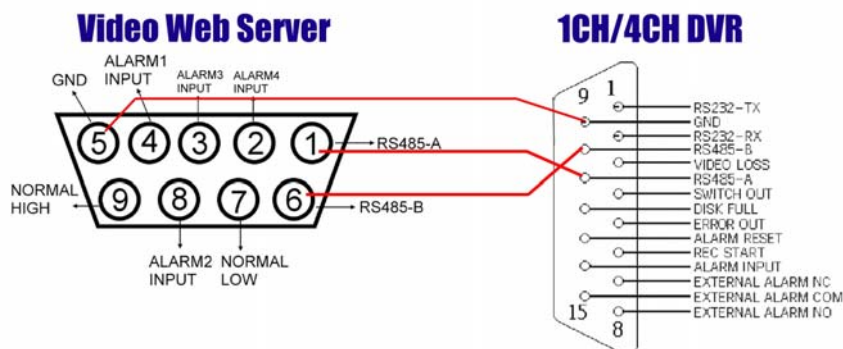 Video Web Server
1CH/4CH DVR
ALARM1
INPUT
GND
ALARM3
INPUT
ALARM4
INPUT
5
4
3
2
1
RS485-A
NORMAL
HIGH
9
8
7
6
RS485-B
ALARM2
INPUT
NORMAL
LOW
9
1
RS232-TX
GND
RS232-RX
RS485-B
VIDEO LOSS
RS485-A
SWITCH OUT
DISK FULL
ERROR OUT
ALARM RESET
REC START
ALARM INPUT
EXTERNAL ALARM NC
EXTERNAL ALARM COM
EXTERNAL ALARM NO
15
8